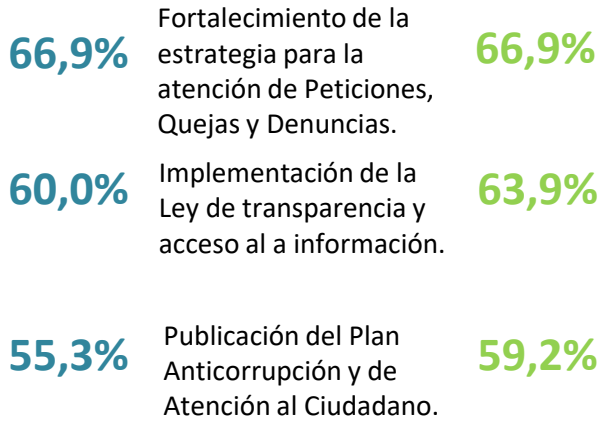 66,9%
Fortalecimiento de la
estrategia para la
atención de Peticiones,
Quejas y Denuncias.
66,9%
60,0%
Implementación de la
Ley de transparencia y
acceso al a información.
63,9%
55,3%
Publicación del Plan
Anticorrupción y de
Atención al Ciudadano.
59,2%